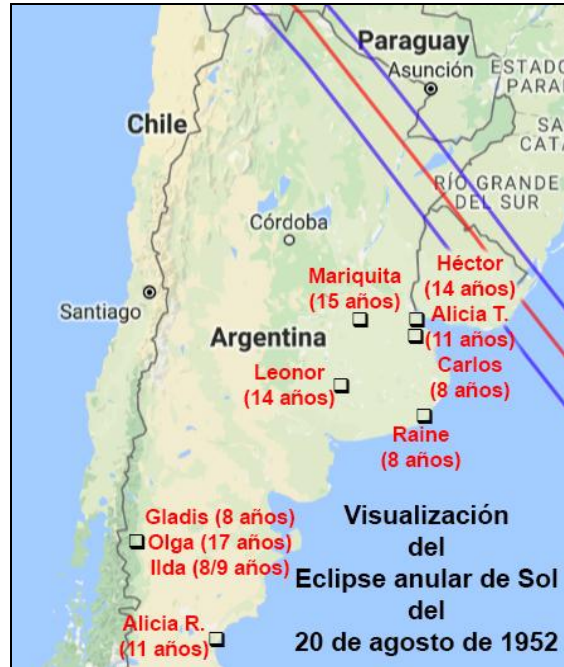 Paraguay
Asunción
ESTADO
PARA
Chile
SA
CAT
RÍO GRANDE
DEL SUR
Córdoba
Mariquita
(15 años)
Héctor
(14 años)
Alicia T.
(11 años)
Carlos
(8 años)
Santiago
Argentina
Leonor
(14 años)
Raine
(8 años)
Gladis (8 años)
Olga (17 años)
Ilda (8/9 años)
Alicia R.
(11 años)
Visualización
del
Eclipse anular de Sol
del
20 de agosto de 1952